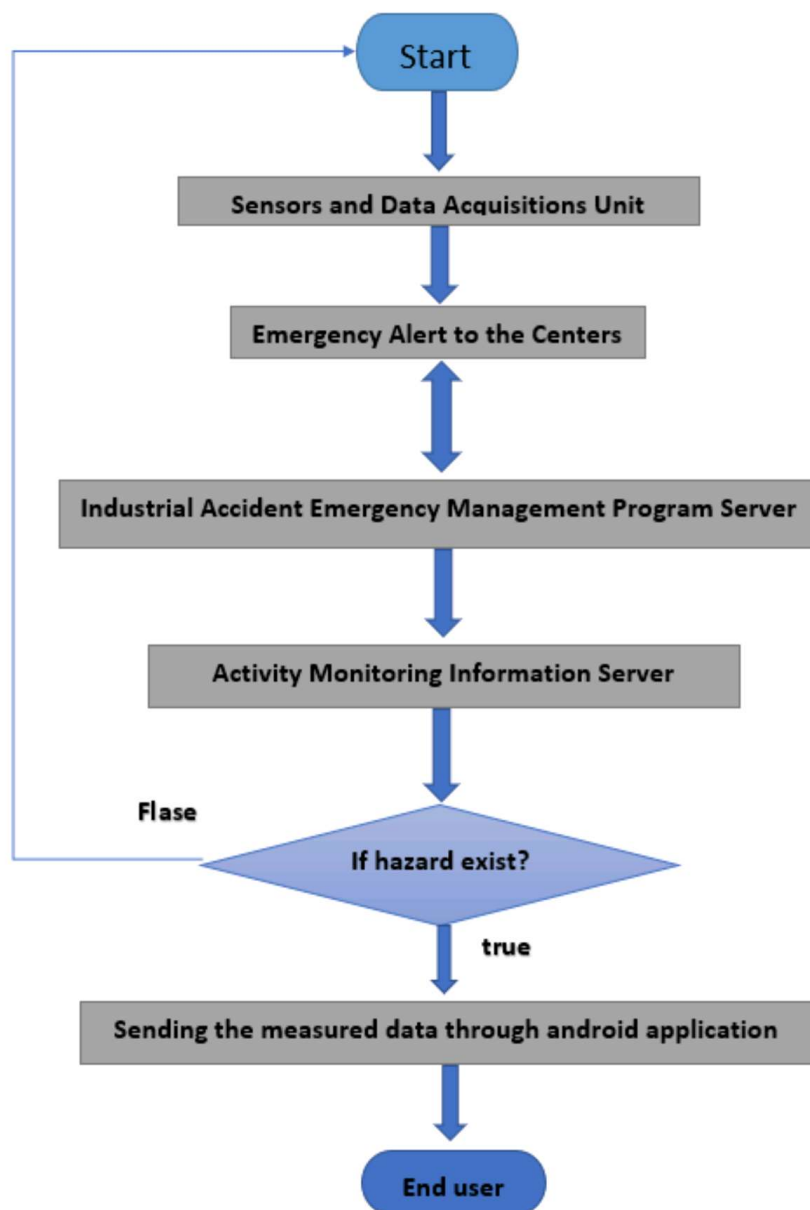 Start
Sensors and Data Acquisitions Unit
Emergency Alert to the Centers
Industrial Accident Emergency Management Program Server
Activity Monitoring Information Server
Flase
If hazard exist?
true
Sending the measured data through android application
End user